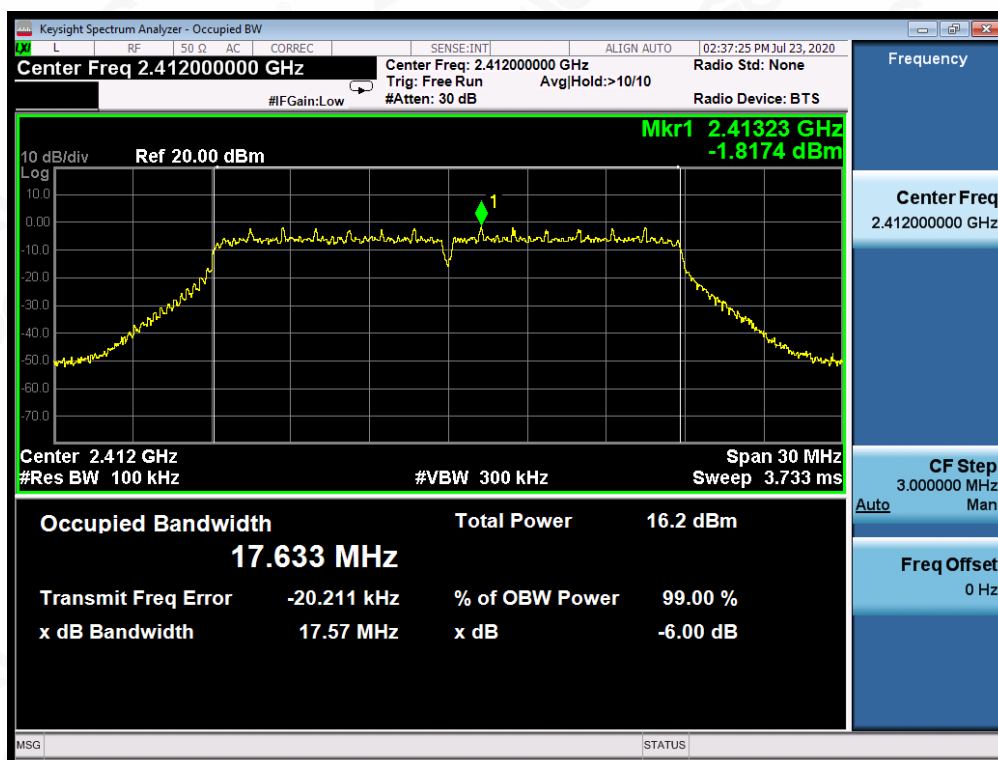 Keysight Spectrum Analyzer - Occupied BW
LXI L RF 50 Ω AC CORREC SENSE:INT ALIGN AUTO 02:37:25 PM Jul 23, 2020
Center Freq 2.412000000 GHz
Center Freq: 2.412000000 GHz
Radio Std: None
Trig: Free Run Avg|Hold:>10/10
#IFGain:Low
#Atten: 30 dB
Radio Device: BTS
Mkr1 2.41323 GHz
-1.8174 dBm
10 dB/div Ref 20.00 dBm
Log
10.0
0.00
-10.0
-20.0
-30.0
-40.0
-50.0
-60.0
-70.0
1
Center 2.412 GHz Span 30 MHz
#Res BW 100 kHz #VBW 300 kHz Sweep 3.733 ms
Occupied Bandwidth Total Power 16.2 dBm
17.633 MHz
Transmit Freq Error -20.211 kHz % of OBW Power 99.00 %
x dB Bandwidth 17.57 MHz x dB -6.00 dB
MSG STATUS
Frequency
Center Freq
2.412000000 GHz
CF Step
3.000000 MHz
Auto Man
Freq Offset
0 Hz